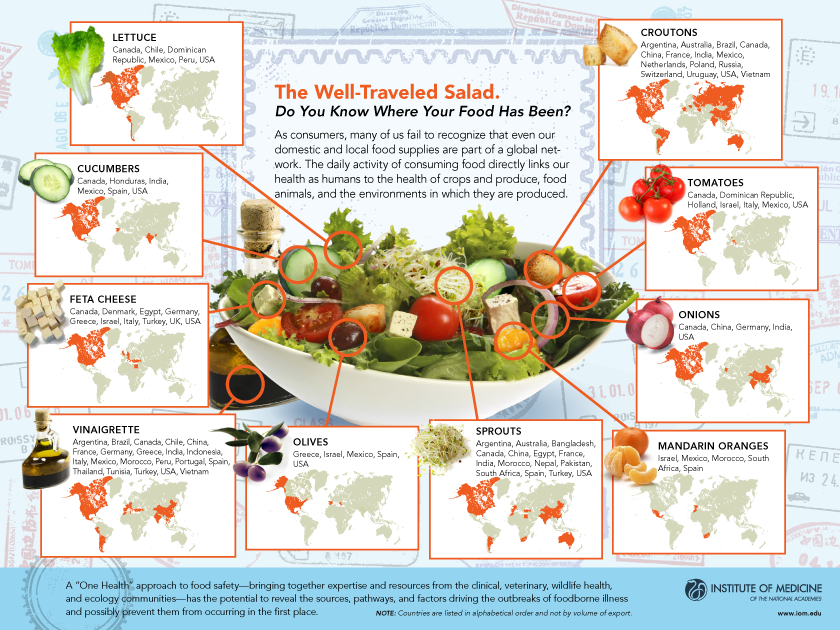 LETTUCE
Canada, Chile, Dominican
Republic, Mexico, Peru, USA
CROUTONS
Argentina, Australia, Brazil, Canada,
China, France, India, Mexico,
Netherlands, Poland, Russia,
Switzerland, Uruguay, USA, Vietnam
The Well-Traveled Salad.
Do You Know Where Your Food Has Been?
As consumers, many of us fail to recognize that even our
domestic and local food supplies are part of a global net-
work. The daily activity of consuming food directly links our
health as humans to the health of crops and produce, food
animals, and the environments in which they are produced.
CUCUMBERS
Canada, Honduras, India,
Mexico, Spain, USA
TOMATOES
Canada, Dominican Republic,
Holland, Israel, Italy, Mexico, USA
FETA CHEESE
Canada, Denmark, Egypt, Germany,
Greece, Israel, Italy, Turkey, UK, USA
ONIONS
Canada, China, Germany, India,
USA
VINAIGRETTE
Argentina, Brazil, Canada, Chile, China,
France, Germany, Greece, India, Indonesia,
Italy, Mexico, Morocco, Peru, Portugal, Spain,
Thailand, Tunisia, Turkey, USA, Vietnam
OLIVES
Greece, Israel, Mexico, Spain,
USA
SPROUTS
Argentina, Australia, Bangladesh,
Canada, China, Egypt, France,
India, Morocco, Nepal, Pakistan,
South Africa, Spain, Turkey, USA
MANDARIN ORANGES
Israel, Mexico, Morocco, South
Africa, Spain
A “One Health” approach to food safety—bringing together expertise and resources from the clinical, veterinary, wildlife health,
and ecology communities—has the potential to reveal the sources, pathways, and factors driving the outbreaks of foodborne illness
and possibly prevent them from occurring in the first place.
NOTE: Countries are listed in alphabetical order and not by volume of export.
INSTITUTE OF MEDICINE
OF THE NATIONAL ACADEMIES
www.iom.edu